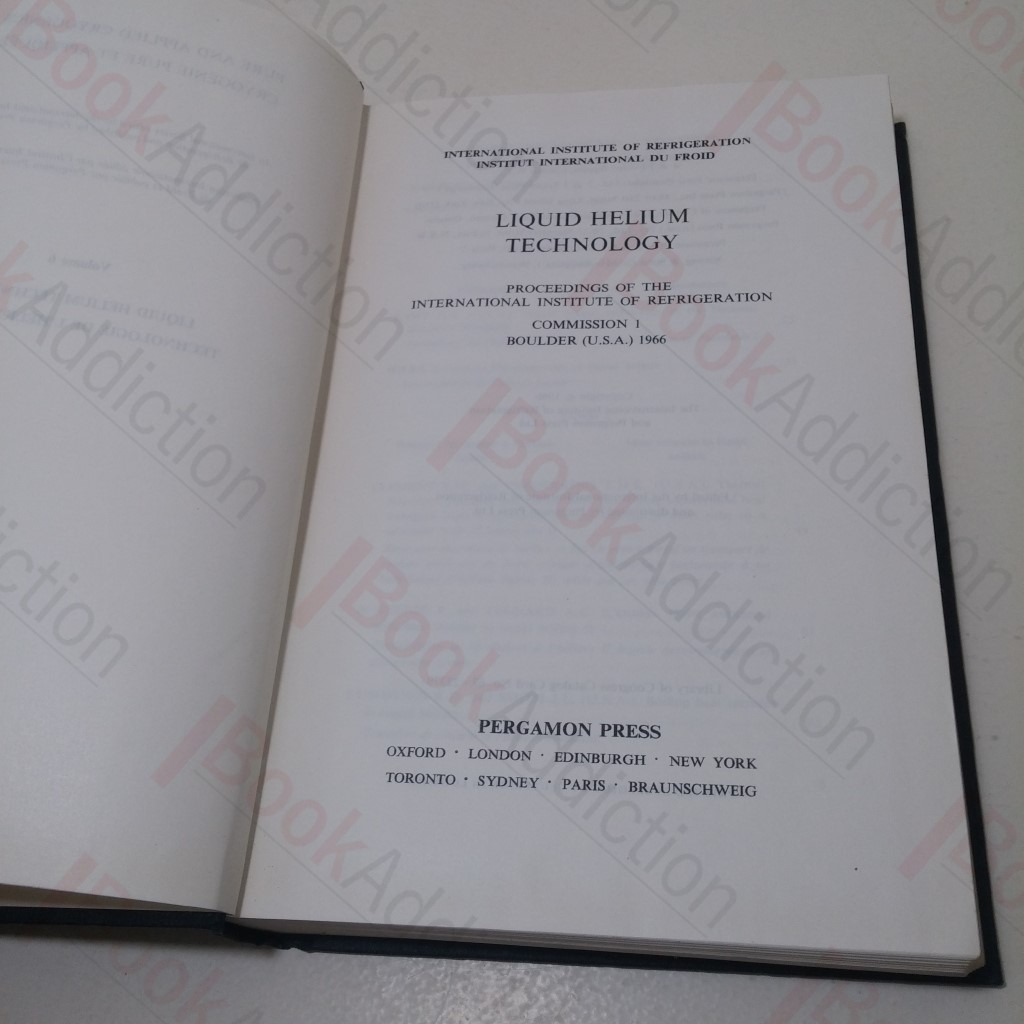 INTERNATIONAL INSTITUTE OF REFRIGERATION
INSTITUT INTERNATIONAL DU FROID
LIQUID HELIUM
TECHNOLOGY
PROCEEDINGS OF THE
INTERNATIONAL INSTITUTE OF REFRIGERATION
COMMISSION 1
BOULDER (U.S.A.) 1966
PERGAMON PRESS
OXFORD · LONDON · EDINBURGH · NEW YORK
TORONTO · SYDNEY · PARIS · BRAUNSCHWEIG
BookAddiction